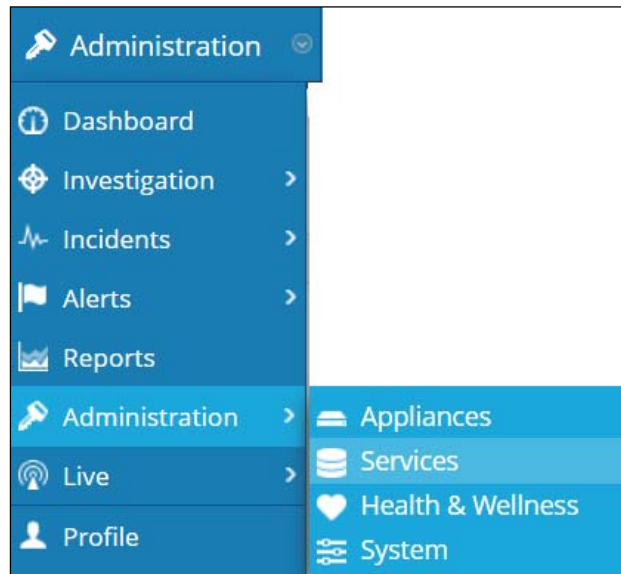 Administration
Dashboard
Investigation
Incidents
Alerts
Reports
Administration
Appliances
Services
Live
Health & Wellness
Profile
System